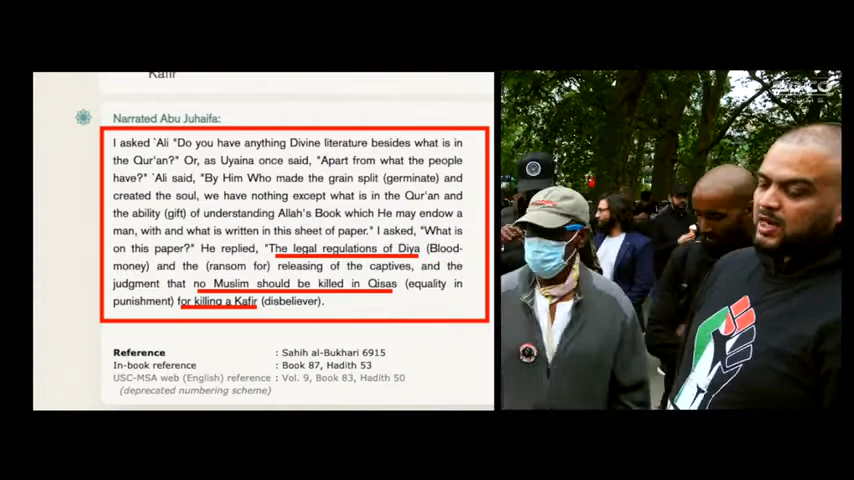 Kafir
Narrated Abu Juhaifa:
I asked `Ali "Do you have anything Divine literature besides what is in
the Qur'an?" Or, as Uyaina once said, "Apart from what the people
have?" `Ali said, "By Him Who made the grain split (germinate) and
created the soul, we have nothing except what is in the Qur'an and
the ability (gift) of understanding Allah's Book which He may endow a
man, with and what is written in this sheet of paper." I asked, "What is
on this paper?" He replied, "The legal regulations of Diya (Blood-
money) and the (ransom for) releasing of the captives, and the
judgment that no Muslim should be killed in Qisas (equality in
punishment) for killing a Kafir (disbeliever).
Reference : Sahih al-Bukhari 6915
In-book reference : Book 87, Hadith 53
USC-MSA web (English) reference : Vol. 9, Book 83, Hadith 50
(deprecated numbering scheme)